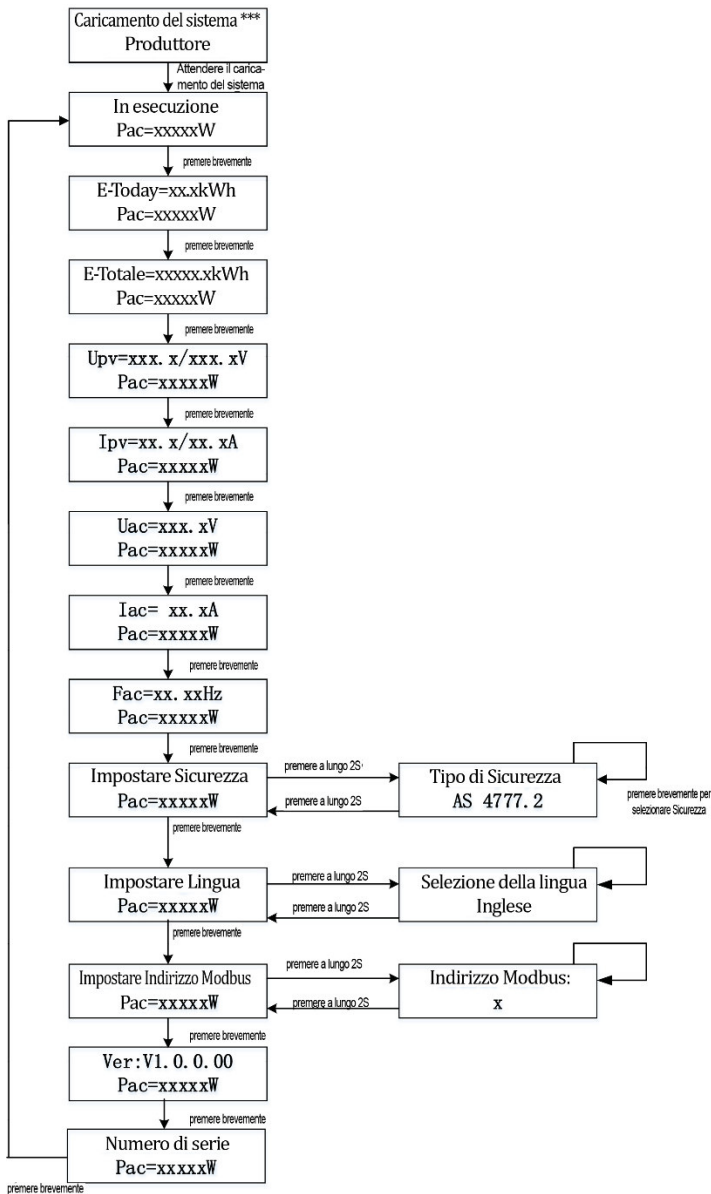 Caricamento del sistema ***
Produttore
Attendere il carica-
mento del sistema
In esecuzione
Pac=xxxxxW
premere brevemente
E-Today=xx.xkWh
Pac=xxxxxW
premere brevemente
E-Totale=xxxxx.xkWh
Pac=xxxxxW
premere brevemente
Upv=xxx.x/xxx.xV
Pac=xxxxxW
premere brevemente
Ipv=xx.x/xx.xA
Pac=xxxxxW
premere brevemente
Uac=xxx.xV
Pac=xxxxxW
premere brevemente
Iac= xx.xA
Pac=xxxxxW
premere brevemente
Fac=xx.xxHz
Pac=xxxxxW
premere brevemente
Impostare Sicurezza
Pac=xxxxxW
premere a lungo 2S
premere a lungo 2S
Tipo di Sicurezza
AS 4777.2
premere brevemente per
selezionare Sicurezza
premere brevemente
Impostare Lingua
Pac=xxxxxW
premere a lungo 2S
premere a lungo 2S
Selezione della lingua
Inglese
premere brevemente
Impostare Indirizzo Modbus
Pac=xxxxxW
premere a lungo 2S
premere a lungo 2S
Indirizzo Modbus:
x
premere brevemente
Ver:V1.0.0.00
Pac=xxxxxW
premere brevemente
Numero di serie
Pac=xxxxxW
premere brevemente